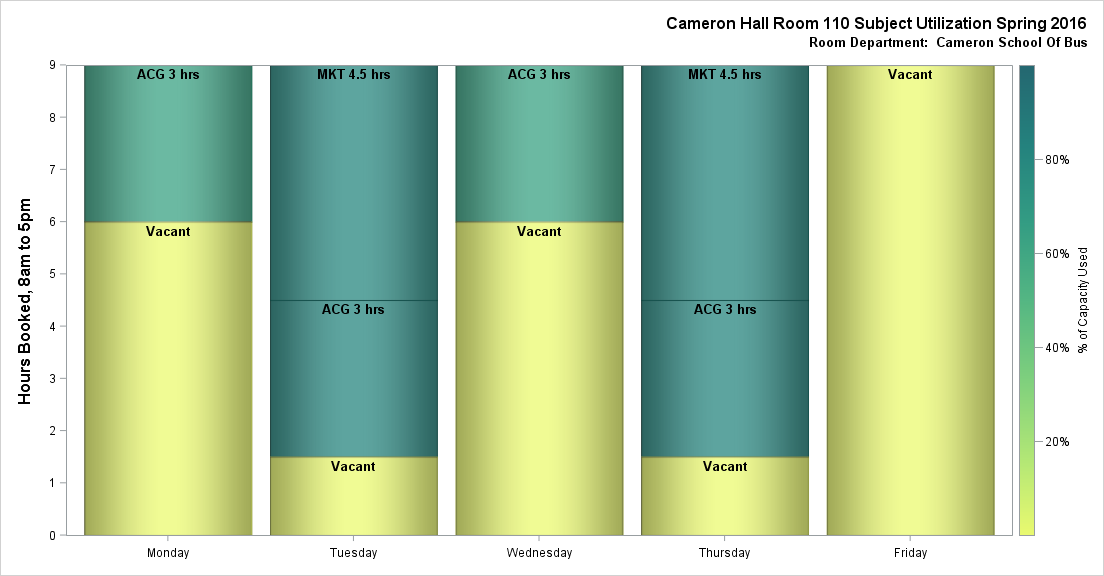 Cameron Hall Room 110 Subject Utilization Spring 2016
Room Department: Cameron School Of Bus
Hours Booked, 8am to 5pm
9
8
7
6
5
4
3
2
1
0
ACG 3 hrs
Vacant
MKT 4.5 hrs
ACG 3 hrs
Vacant
ACG 3 hrs
Vacant
MKT 4.5 hrs
ACG 3 hrs
Vacant
Vacant
Monday
Tuesday
Wednesday
Thursday
Friday
80%
60%
40%
20%
% of Capacity Used